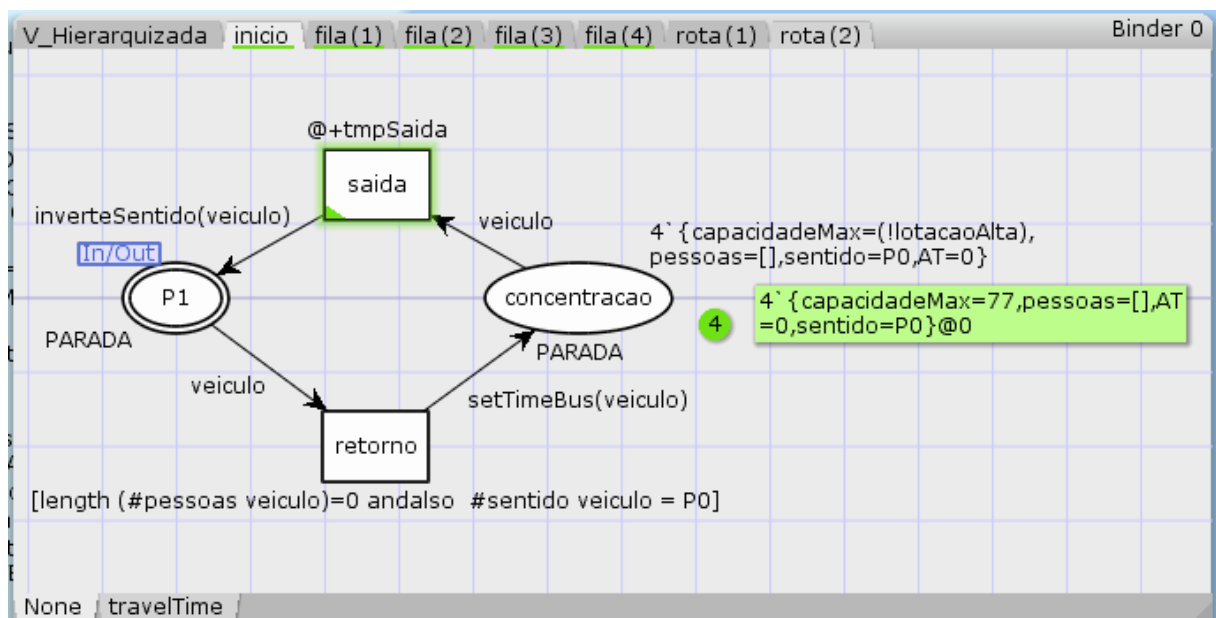 V_Hierarquizada inicio fila(1) fila(2) fila(3) fila(4) rota(1) rota(2) Binder 0
@+tmpSaida
saida
inverteSentido(veiculo)
veiculo
4`{capacidadeMax=(!lotacaoAlta),
pessoas=[],sentido=P0,AT=0}
In/Out
P1
concentracao
4
4`{capacidadeMax=77,pessoas=[],AT
=0,sentido=P0}@0
PARADA
PARADA
veiculo
setTimeBus(veiculo)
retorno
[length (#pessoas veiculo)=0 andalso #sentido veiculo = P0]
None travelTime